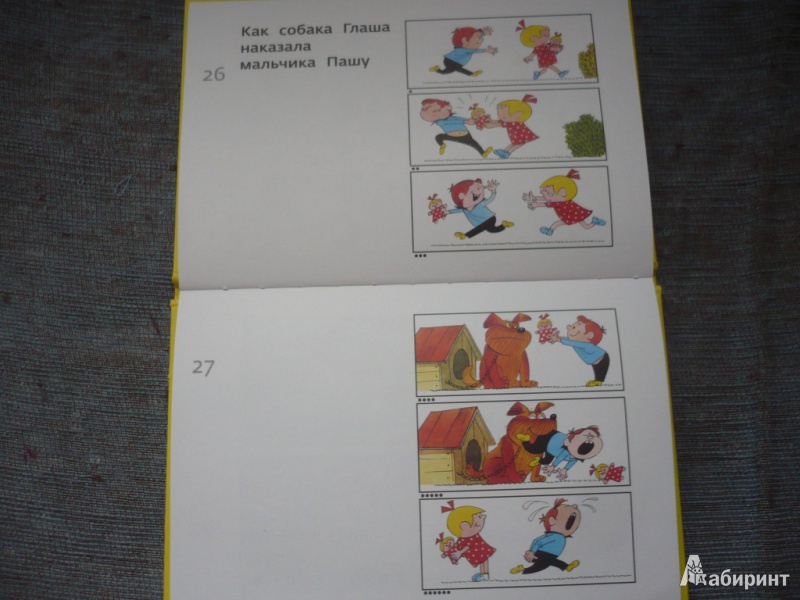 Как собака Глаша
наказала
мальчика Пашу
26
27
Лабиринт